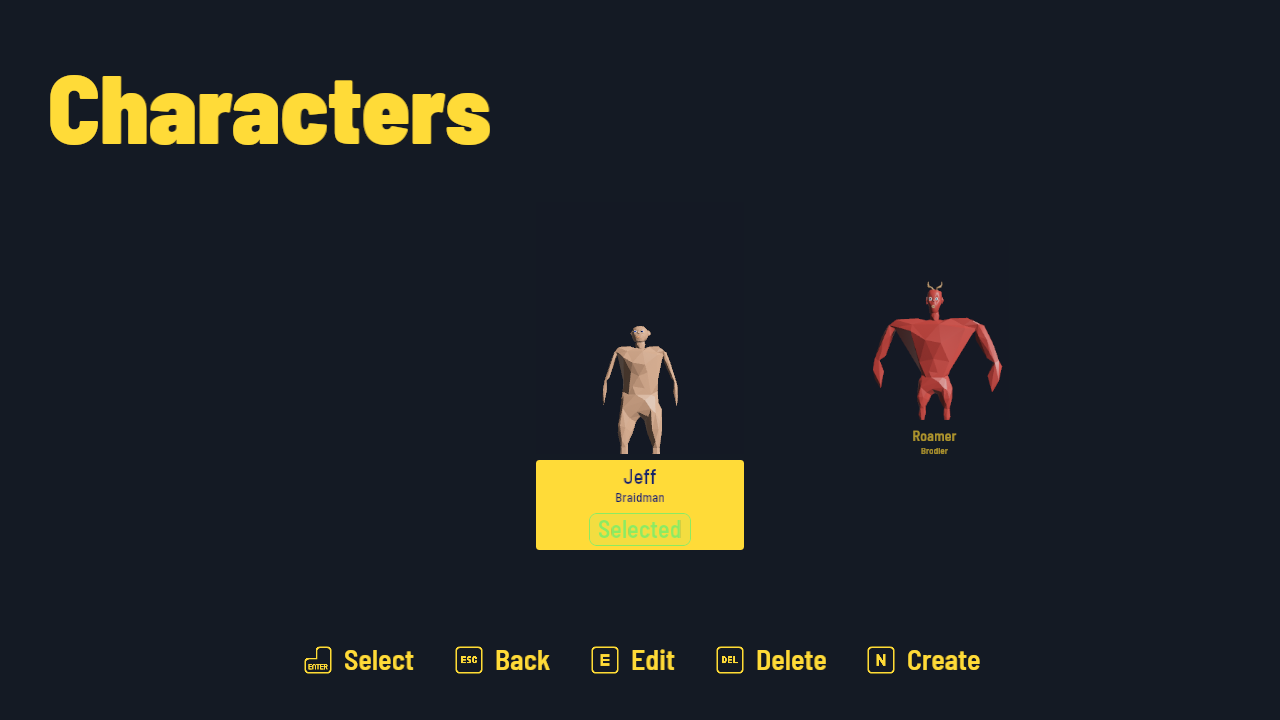 Characters
Roamer
Brodler
Jeff
Braidman
Selected
ENTER Select ESC Back E Edit DEL Delete N Create